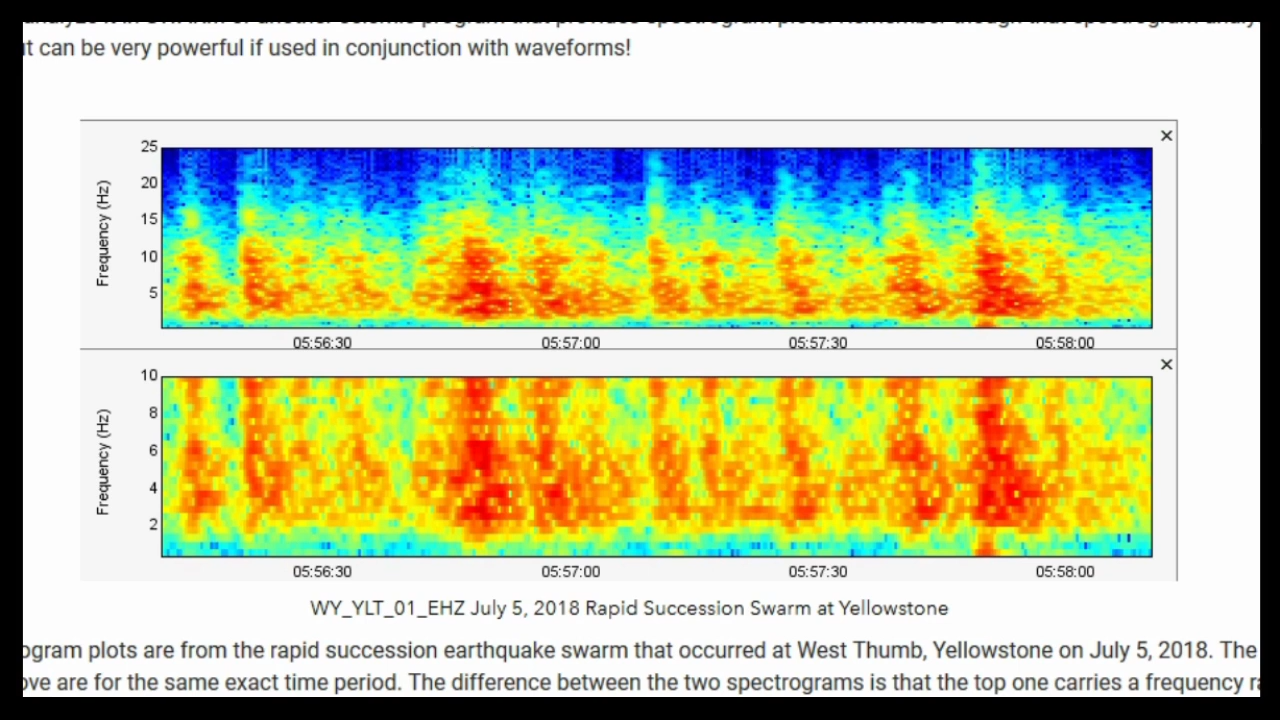 ut can be very powerful if used in conjunction with waveforms!
×
25
20
15
10
5
Frequency (Hz)
05:56:30 05:57:00 05:57:30 05:58:00
×
10
8
6
4
2
Frequency (Hz)
05:56:30 05:57:00 05:57:30 05:58:00
WY_YLT_01_EHZ July 5, 2018 Rapid Succession Swarm at Yellowstone
ogram plots are from the rapid succession earthquake swarm that occurred at West Thumb, Yellowstone on July 5, 2018. The
ove are for the same exact time period. The difference between the two spectrograms is that the top one carries a frequency ra